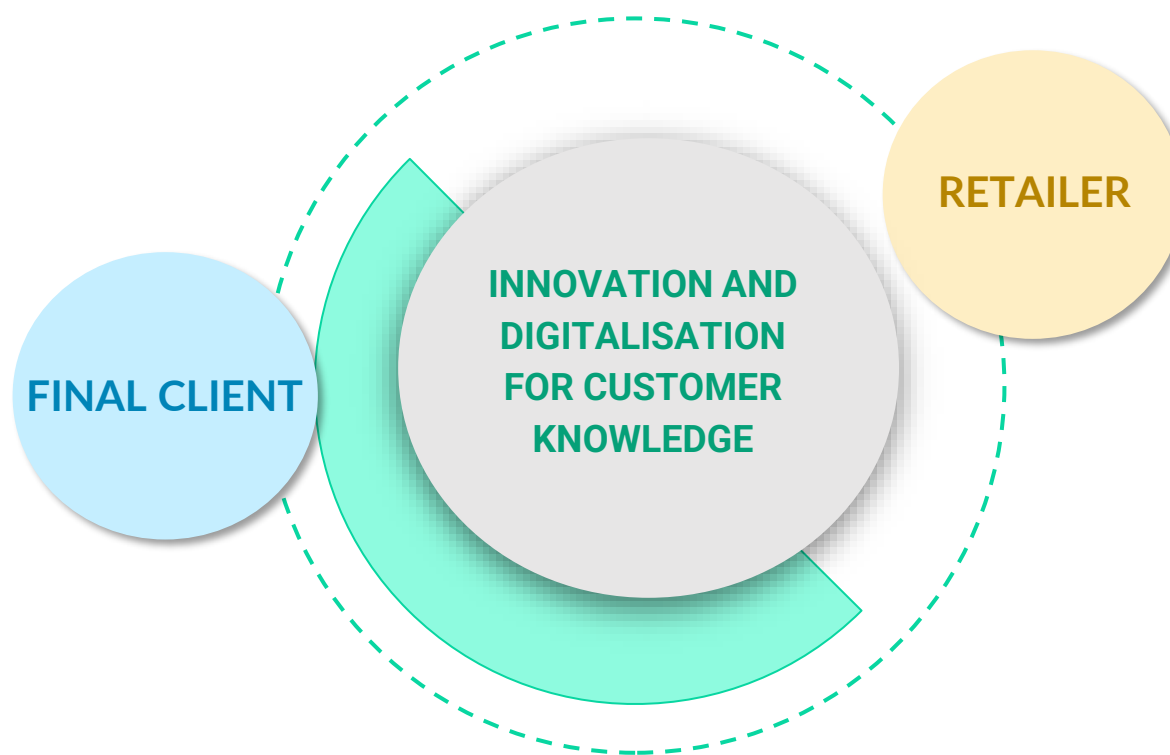 RETAILER
INNOVATION AND
DIGITALISATION
FOR CUSTOMER
KNOWLEDGE
FINAL CLIENT